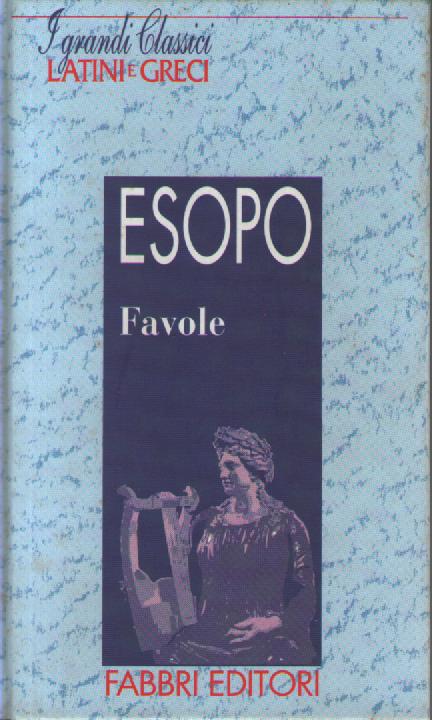 I grandi Classici
LATINI E GRECI
ESOPO
Favole
FABBRI EDITORI